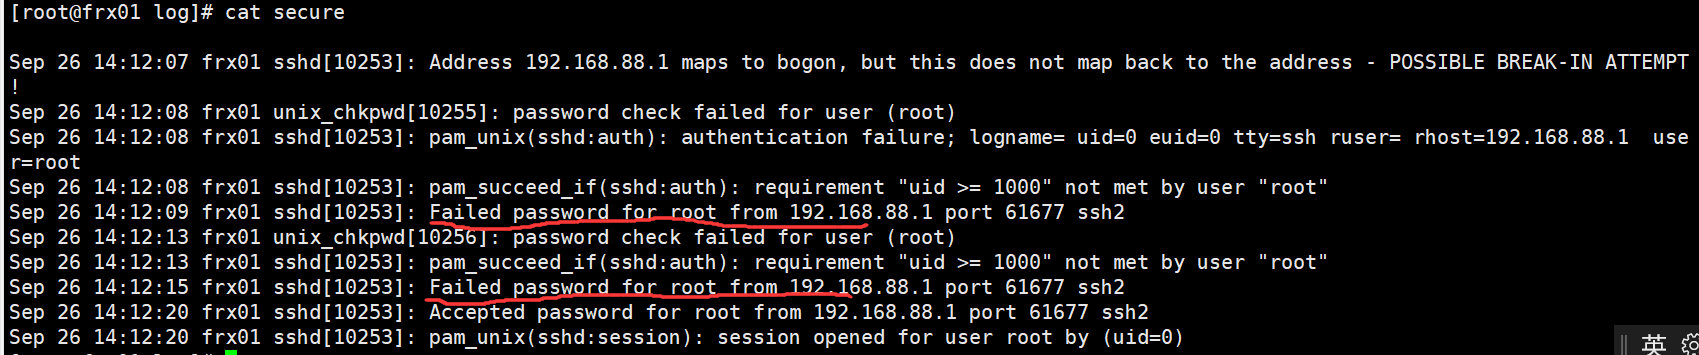 [root@frx01 log]# cat secure
Sep 26 14:12:07 frx01 sshd[10253]: Address 192.168.88.1 maps to bogon, but this does not map back to the address - POSSIBLE BREAK-IN ATTEMPT
!
Sep 26 14:12:08 frx01 unix_chkpwd[10255]: password check failed for user (root)
Sep 26 14:12:08 frx01 sshd[10253]: pam_unix(sshd:auth): authentication failure; logname= uid=0 euid=0 tty=ssh ruser= rhost=192.168.88.1  use
r=root
Sep 26 14:12:08 frx01 sshd[10253]: pam_succeed_if(sshd:auth): requirement "uid >= 1000" not met by user "root"
Sep 26 14:12:09 frx01 sshd[10253]: Failed password for root from 192.168.88.1 port 61677 ssh2
Sep 26 14:12:13 frx01 unix_chkpwd[10256]: password check failed for user (root)
Sep 26 14:12:13 frx01 sshd[10253]: pam_succeed_if(sshd:auth): requirement "uid >= 1000" not met by user "root"
Sep 26 14:12:15 frx01 sshd[10253]: Failed password for root from 192.168.88.1 port 61677 ssh2
Sep 26 14:12:20 frx01 sshd[10253]: Accepted password for root from 192.168.88.1 port 61677 ssh2
Sep 26 14:12:20 frx01 sshd[10253]: pam_unix(sshd:session): session opened for user root by (uid=0)
英